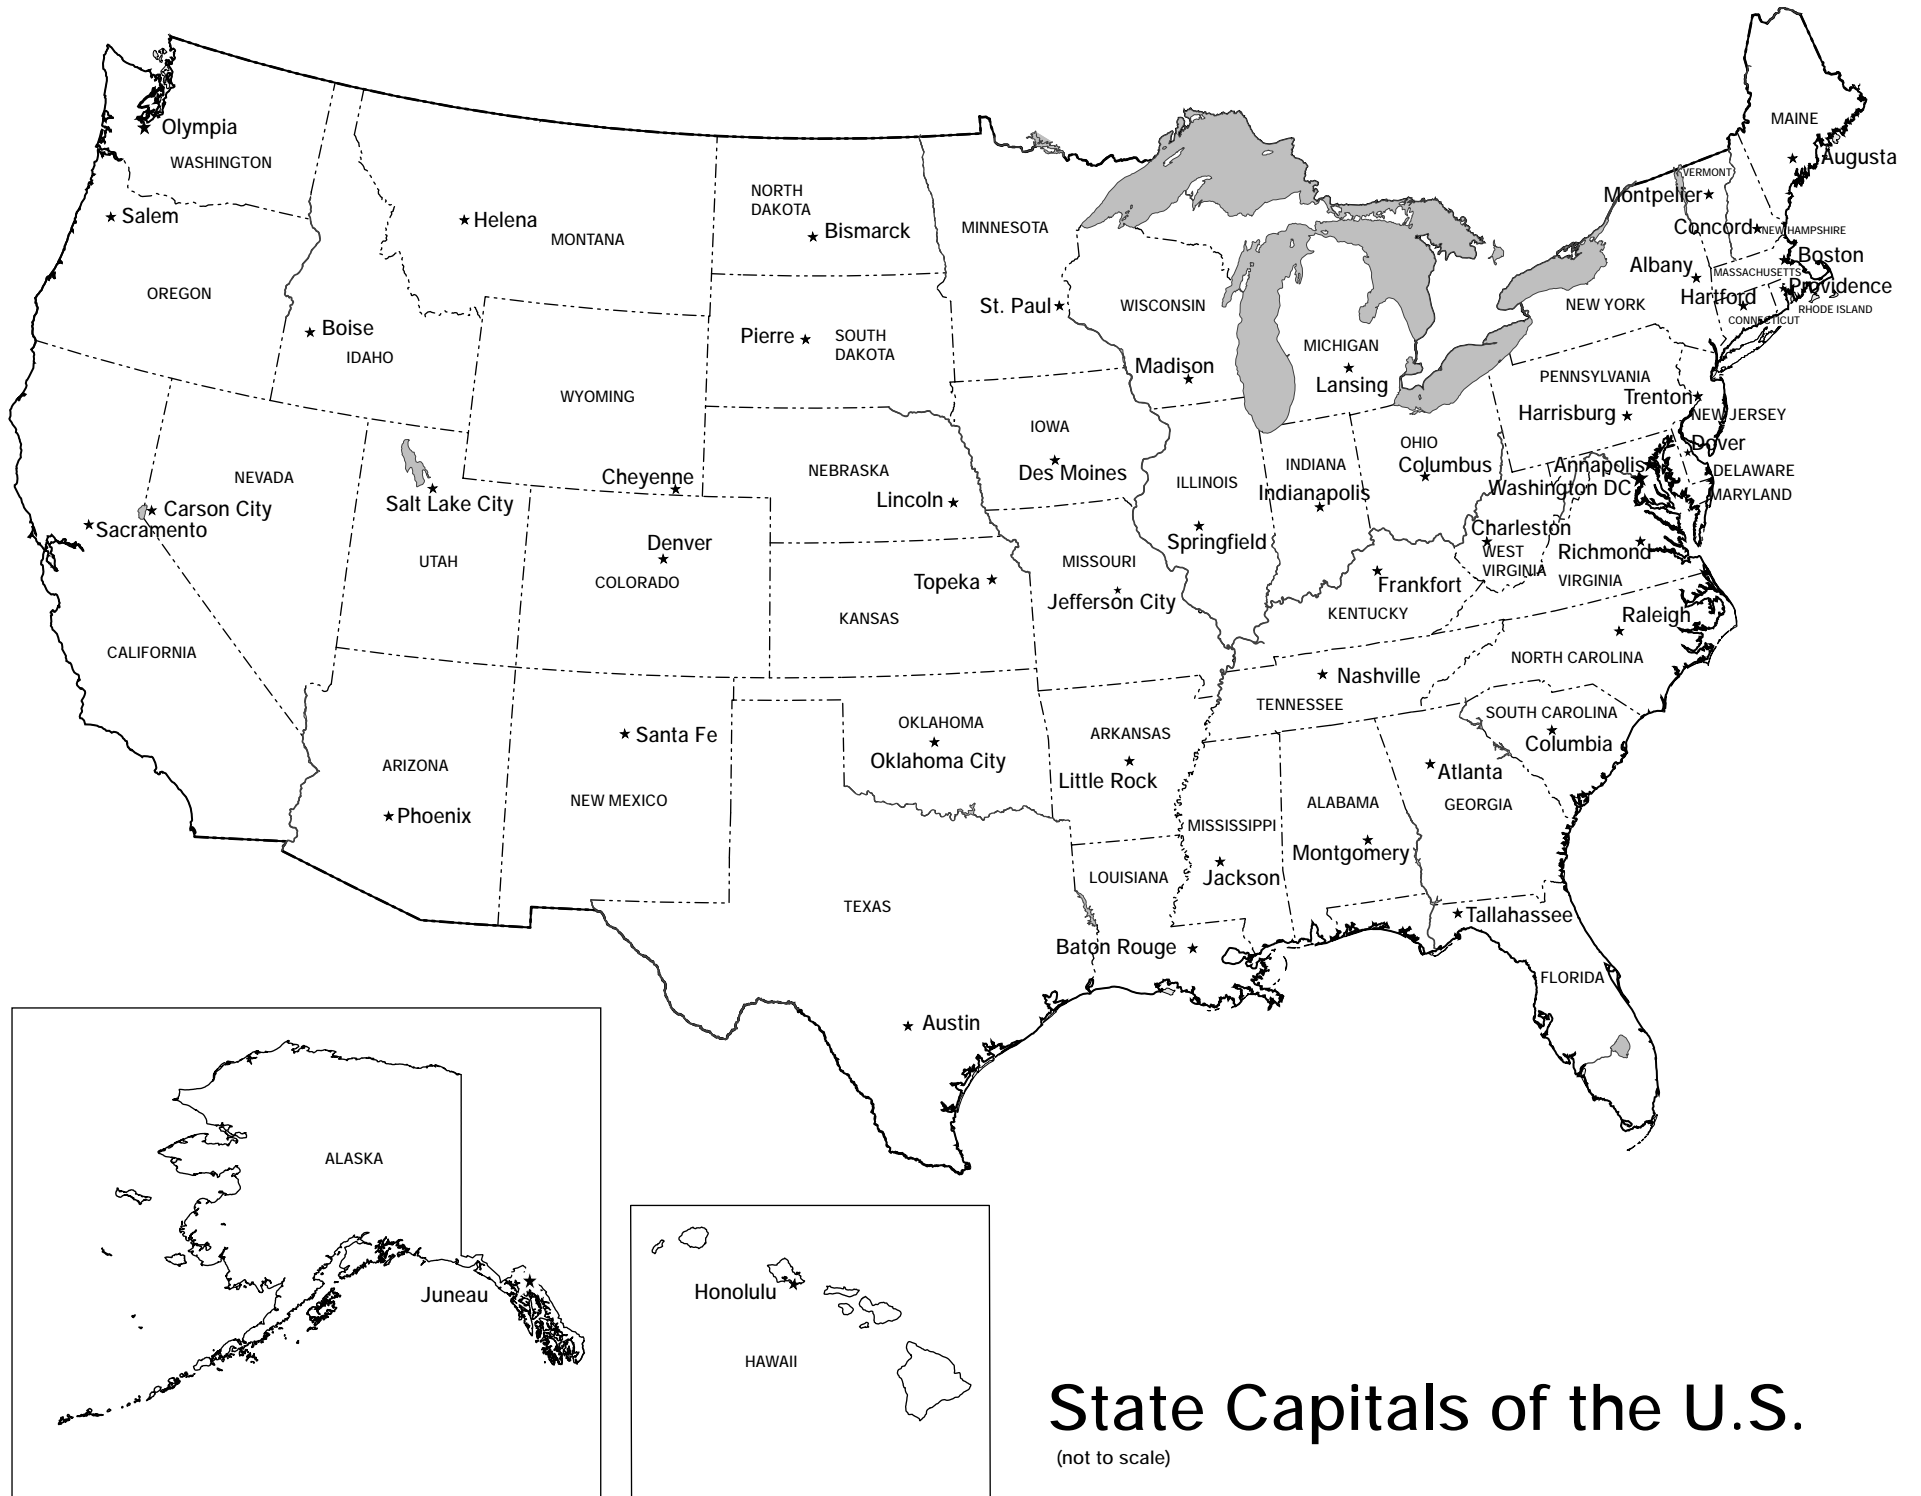 MAINE
Olympia
WASHINGTON
Augusta
VERMONT
Montpelier
NORTH
DAKOTA
Salem
Helena
MONTANA
Bismarck
MINNESOTA
Concord
NEW HAMPSHIRE
Boston
Albany
MASSACHUSETTS
Providence
Hartford
RHODE ISLAND
CONNECTICUT
NEW YORK
OREGON
St. Paul
WISCONSIN
Boise
IDAHO
Pierre
SOUTH
DAKOTA
MICHIGAN
Lansing
Madison
PENNSYLVANIA
Trenton
Harrisburg
NEW JERSEY
WYOMING
IOWA
Des Moines
OHIO
Columbus
Dover
Annapolis
DELAWARE
Washington DC
MARYLAND
NEVADA
Cheyenne
NEBRASKA
Lincoln
ILLINOIS
INDIANA
Indianapolis
Carson City
Sacramento
Salt Lake City
UTAH
Denver
COLORADO
Springfield
Charleston
WEST
VIRGINIA
Richmond
VIRGINIA
MISSOURI
Jefferson City
Topeka
KANSAS
Frankfort
KENTUCKY
Raleigh
NORTH CAROLINA
CALIFORNIA
Nashville
TENNESSEE
SOUTH CAROLINA
Columbia
Santa Fe
OKLAHOMA
Oklahoma City
ARKANSAS
Little Rock
ARIZONA
Phoenix
NEW MEXICO
Atlanta
GEORGIA
ALABAMA
Montgomery
MISSISSIPPI
Jackson
LOUISIANA
TEXAS
Tallahassee
Baton Rouge
FLORIDA
Austin
ALASKA
Juneau
Honolulu
HAWAII
State Capitals of the U.S.
(not to scale)